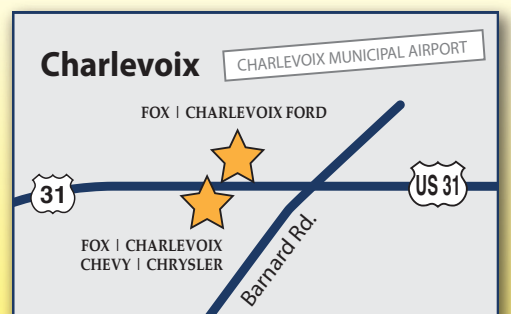 Charlevoix
CHARLEVOIX MUNICIPAL AIRPORT
FOX | CHARLEVOIX FORD
31
US 31
FOX | CHARLEVOIX
CHEVY | CHRYSLER
Barnard Rd.